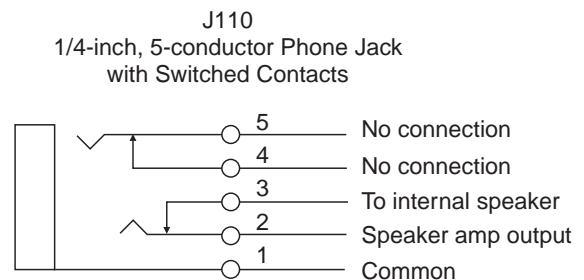 J110
1/4-inch, 5-conductor Phone Jack
with Switched Contacts
5 No connection
4 No connection
3 To internal speaker
2 Speaker amp output
1 Common